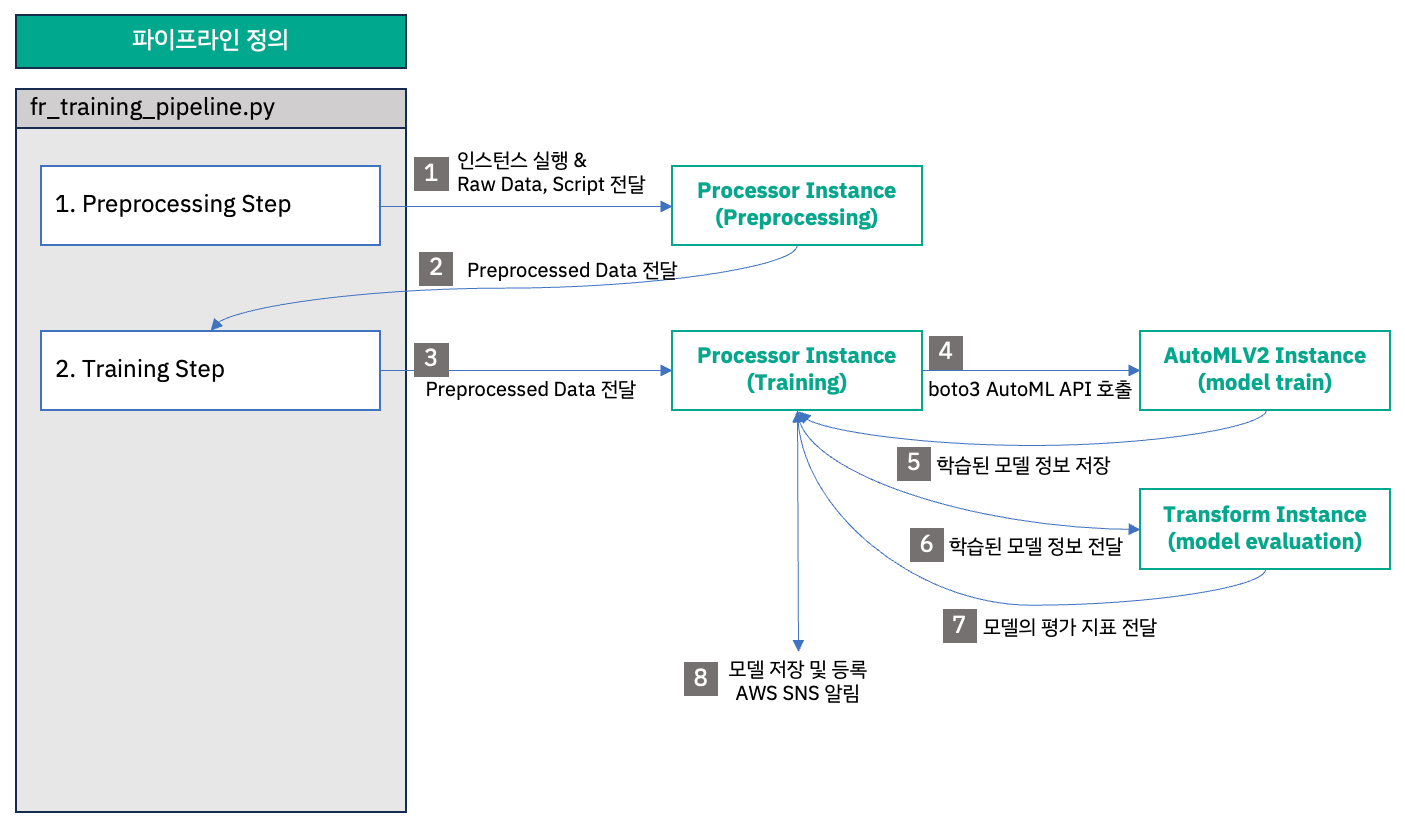 파이프라인 정의
fr_training_pipeline.py
1. Preprocessing Step
1
인스턴스 실행 &
Raw Data, Script 전달
Processor Instance
(Preprocessing)
2
Preprocessed Data 전달
2. Training Step
3
Preprocessed Data 전달
Processor Instance
(Training)
4
boto3 AutoML API 호출
AutoMLV2 Instance
(model train)
5
학습된 모델 정보 저장
Transform Instance
(model evaluation)
6
학습된 모델 정보 전달
7
모델의 평가 지표 전달
8
모델 저장 및 등록
AWS SNS 알림